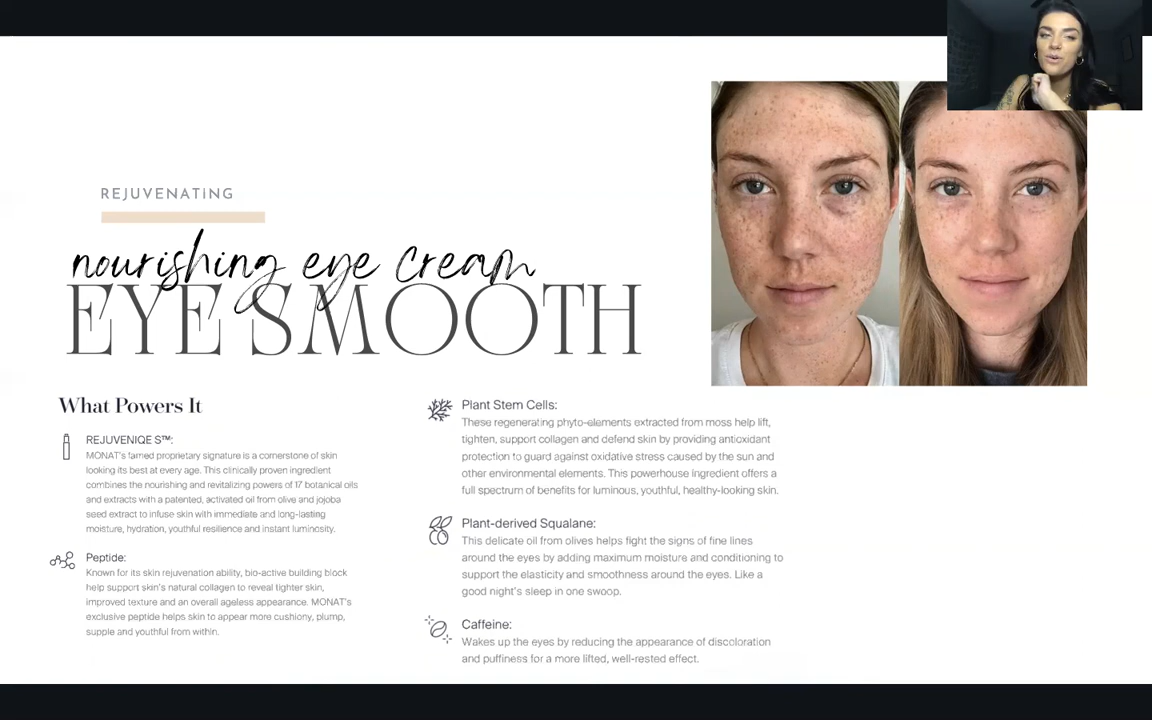 REJUVENATING
nourishing eye cream
EYE SMOOTH
What Powers It
REJUVENIQE S™:
MONAT's famed proprietary signature is a cornerstone of skin
looking its best at every age. This clinically proven ingredient
combines the nourishing and revitalizing powers of 17 botanical oils
and extracts with a patented, activated oil from olive and jojoba
seed extract to infuse skin with immediate and long-lasting
moisture, hydration, youthful resilience and instant luminosity.
Peptide:
Known for its skin rejuvenation ability, bio-active building block
help support skin's natural collagen to reveal tighter skin,
improved texture and an overall ageless appearance. MONAT's
exclusive peptide helps skin to appear more cushiony, plump,
supple and youthful from within.
Plant Stem Cells:
These regenerating phyto-elements extracted from moss help lift,
tighten, support collagen and defend skin by providing antioxidant
protection to guard against oxidative stress caused by the sun and
other environmental elements. This powerhouse ingredient offers a
full spectrum of benefits for luminous, youthful, healthy-looking skin.
Plant-derived Squalane:
This delicate oil from olives helps fight the signs of fine lines
around the eyes by adding maximum moisture and conditioning to
support the elasticity and smoothness around the eyes. Like a
good night's sleep in one swoop.
Caffeine:
Wakes up the eyes by reducing the appearance of discoloration
and puffiness for a more lifted, well-rested effect.